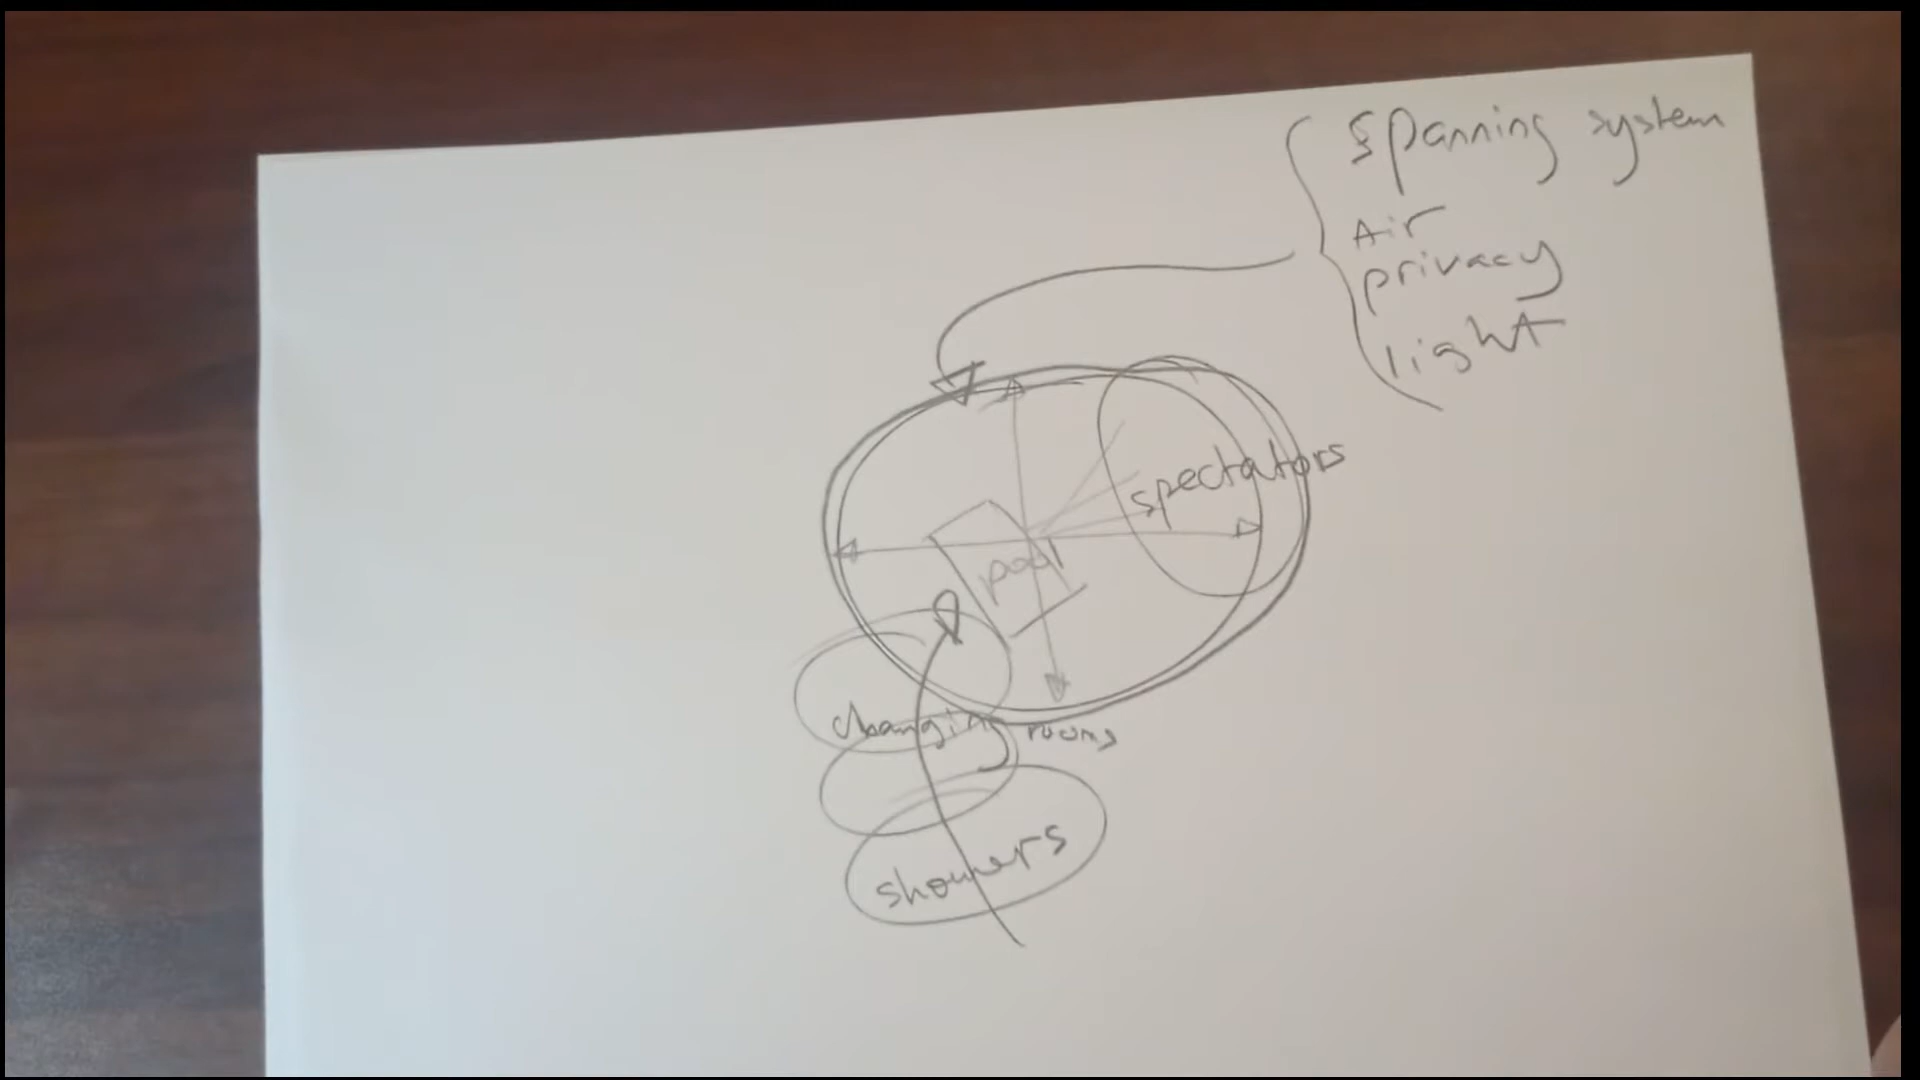 spanning system
Air
privacy
light
spectators
pool
changing rooms
showers